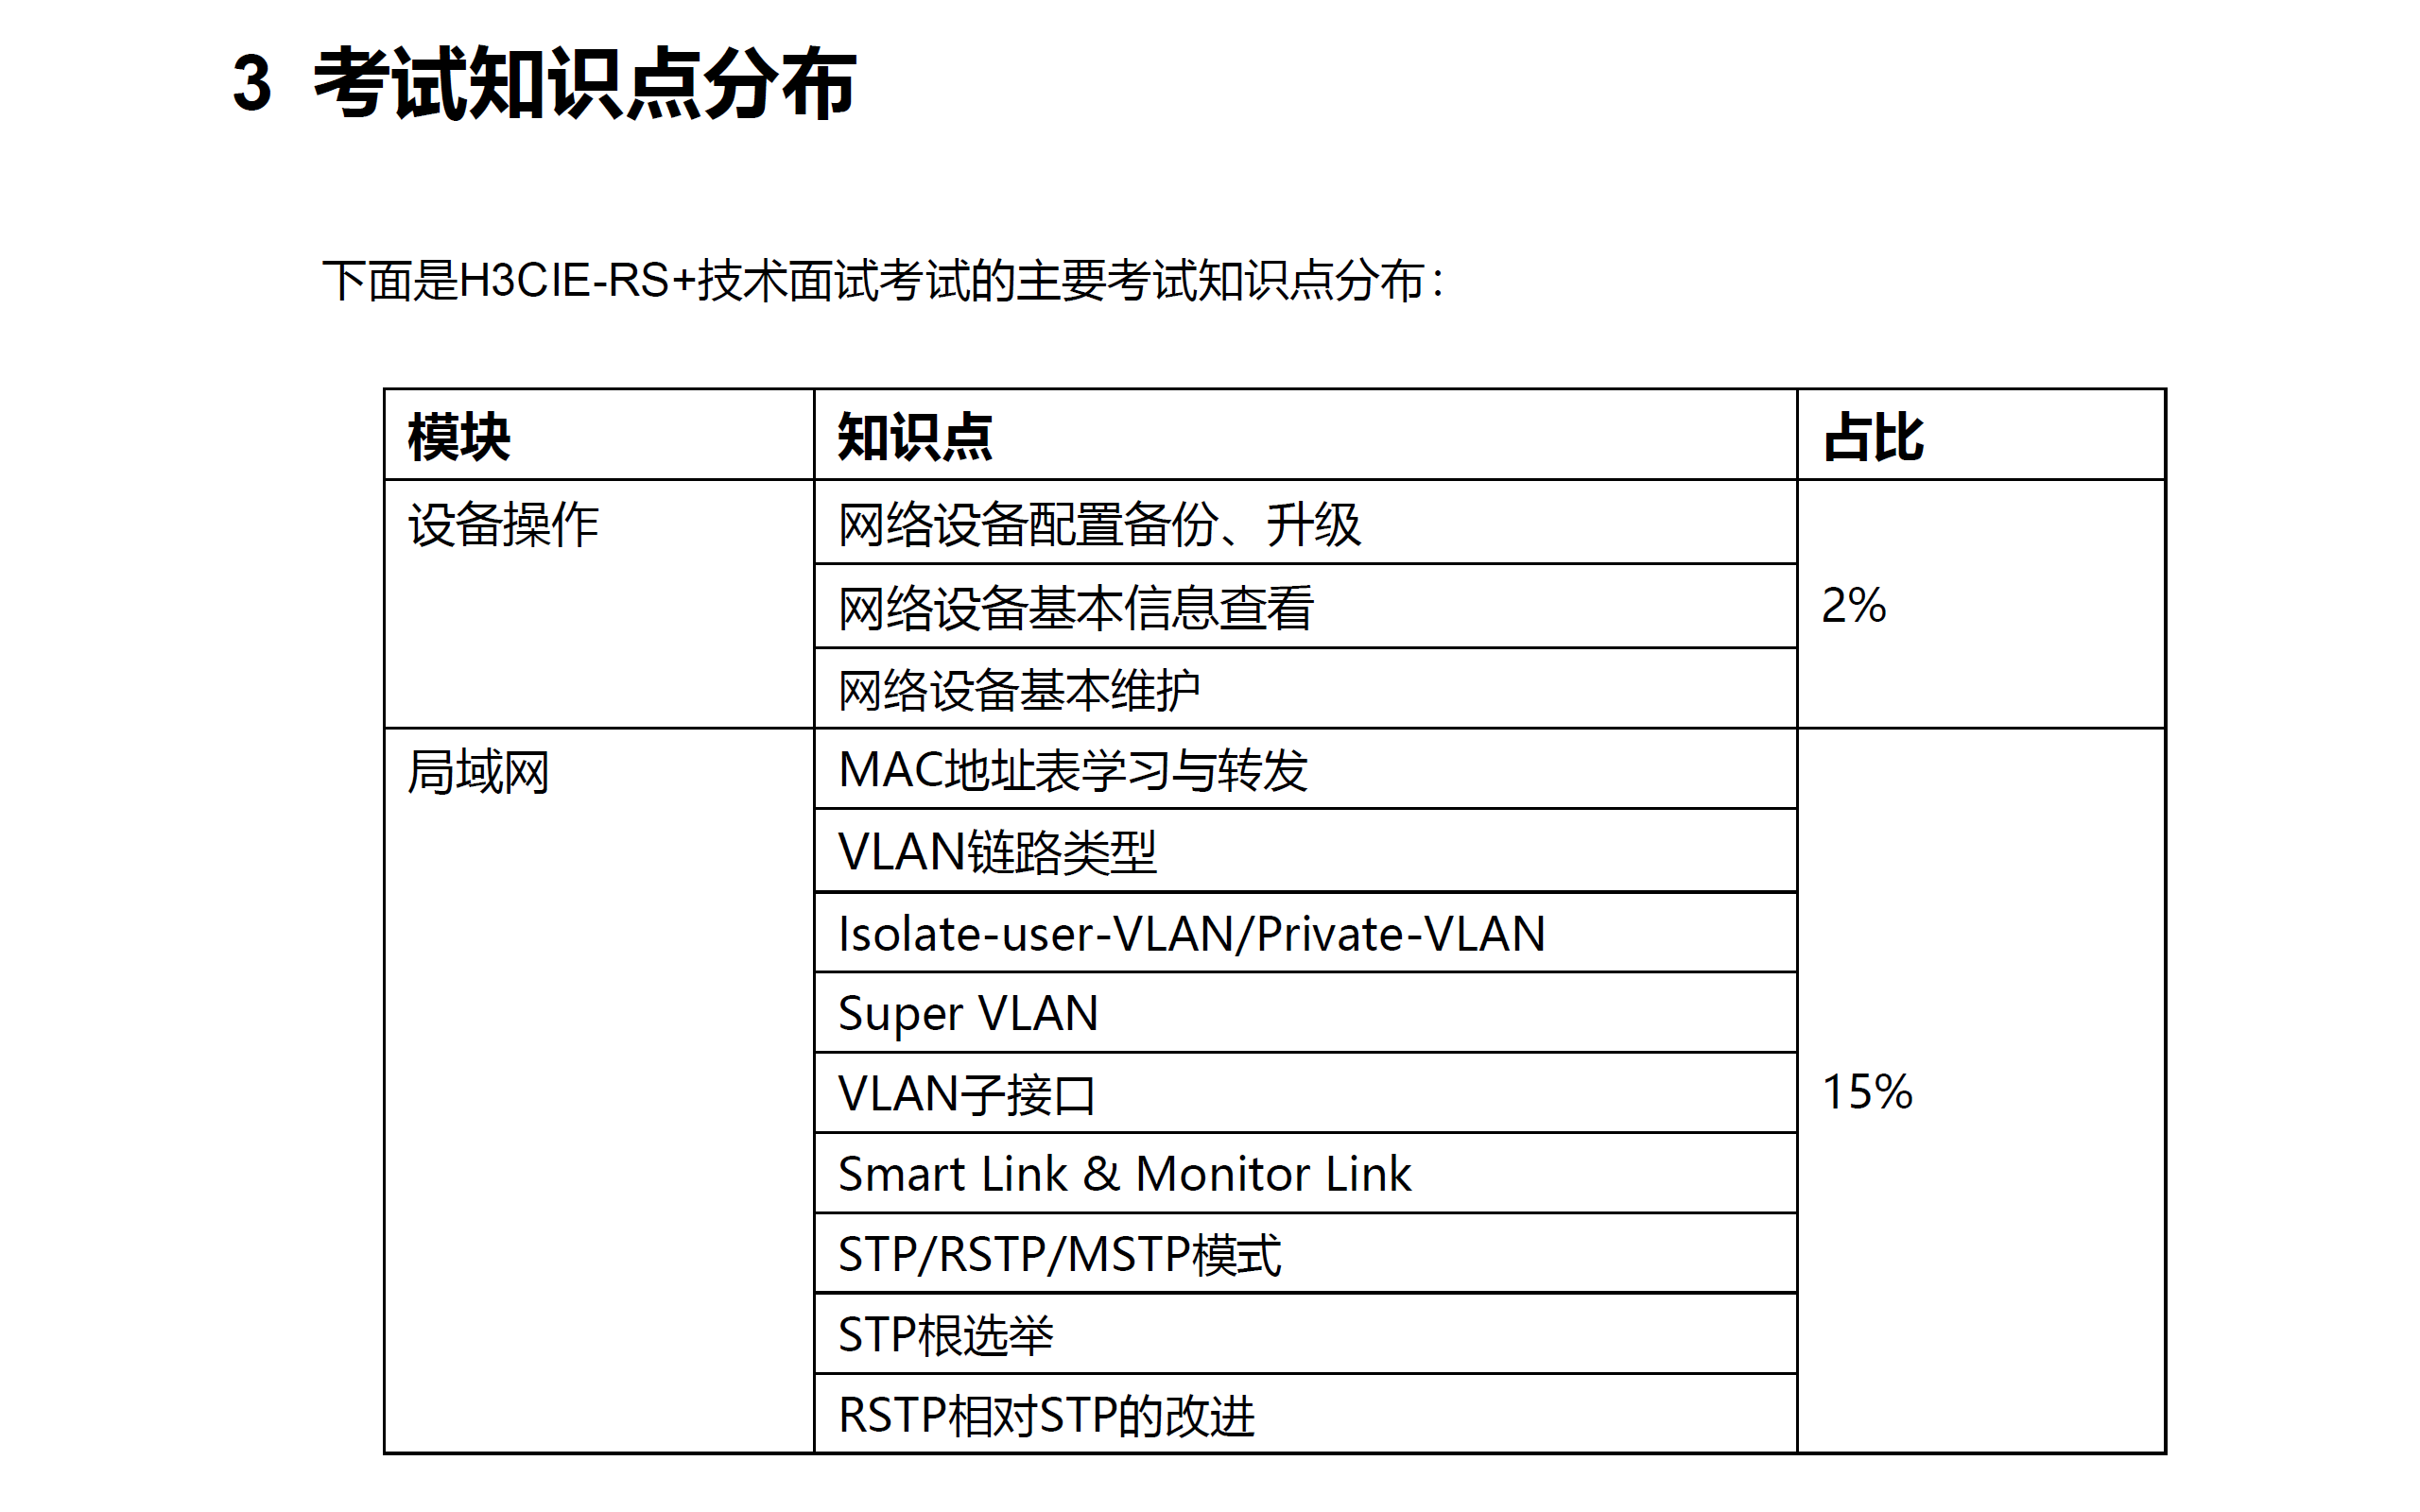 3 考试知识点分布
下面是H3CIE-RS+技术面试考试的主要考试知识点分布：
模块 知识点 占比
设备操作 网络设备配置备份、升级
网络设备基本信息查看 2%
网络设备基本维护
局域网 MAC地址表学习与转发
VLAN链路类型
Isolate-user-VLAN/Private-VLAN
Super VLAN
VLAN子接口 15%
Smart Link & Monitor Link
STP/RSTP/MSTP模式
STP根选举
RSTP相对STP的改进